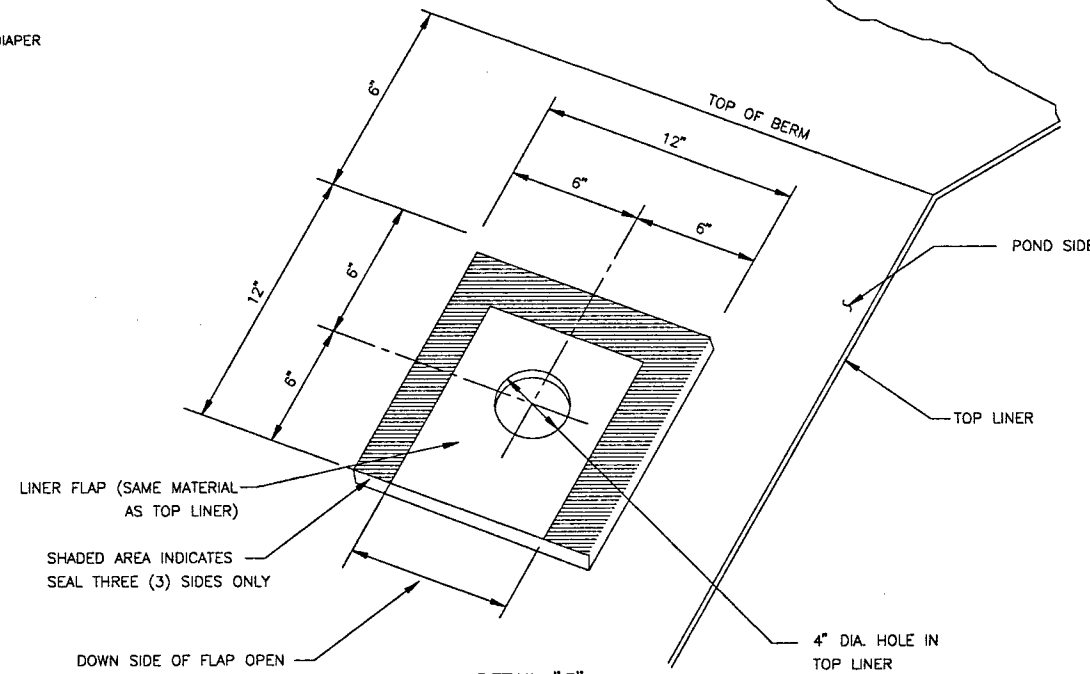 DIAPER
6"
TOP OF BERM
12"
6"
6"
POND SIDE
6"
12"
6"
TOP LINER
LINER FLAP (SAME MATERIAL
AS TOP LINER)
SHADED AREA INDICATES
SEAL THREE (3) SIDES ONLY
4" DIA. HOLE IN
TOP LINER
DOWN SIDE OF FLAP OPEN